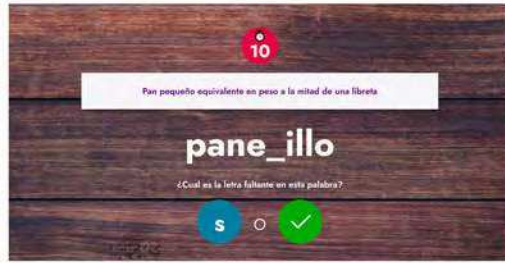 10
Pan pequeño equivalente en peso a la mitad de una libreta
pane_illo
¿Cual es la letra faltante en esta palabra?
s O